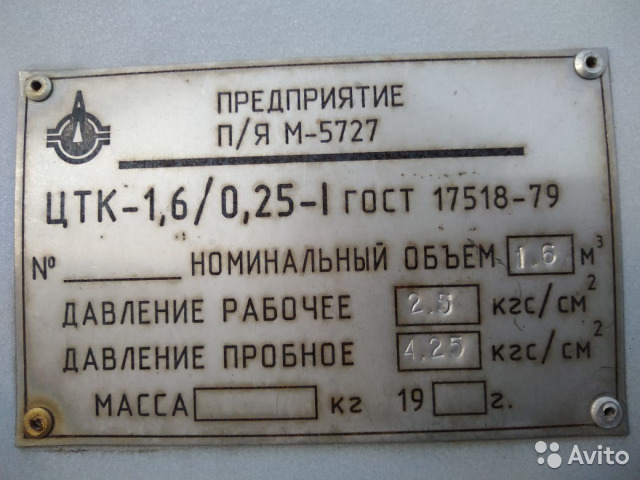 ПРЕДПРИЯТИЕ
П/Я М-5727
ЦТК-1,6/0,25-I ГОСТ 17518-79
№ ________ НОМИНАЛЬНЫЙ ОБЪЕМ 1.6 м³
ДАВЛЕНИЕ РАБОЧЕЕ 2.5 кгс/см²
ДАВЛЕНИЕ ПРОБНОЕ 4.25 кгс/см²
МАССА кг 19 г.
Avito